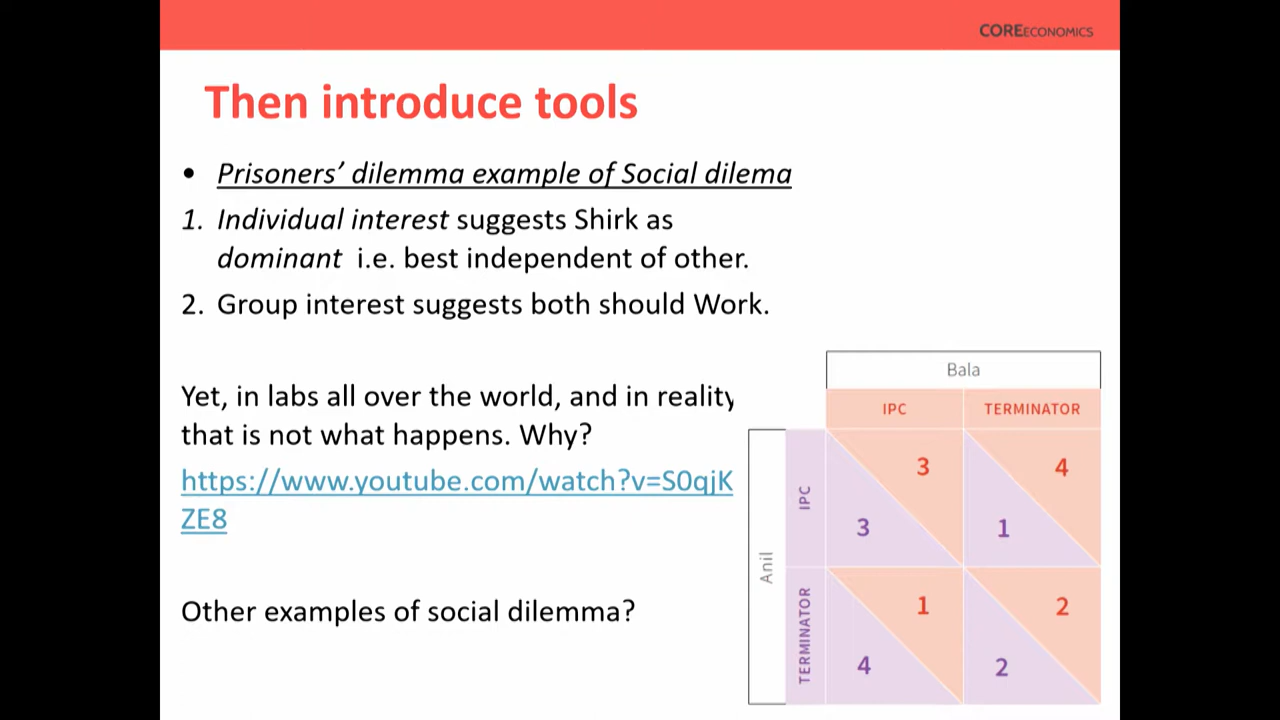 COREECONOMICS
Then introduce tools
• Prisoners’ dilemma example of Social dilema
1. Individual interest suggests Shirk as
dominant i.e. best independent of other.
2. Group interest suggests both should Work.
Yet, in labs all over the world, and in reality
that is not what happens. Why?
https://www.youtube.com/watch?v=S0qjK
ZE8
Other examples of social dilemma?
Bala
IPC TERMINATOR
Anil
IPC
3 4
3 1
TERMINATOR
1 2
4 2